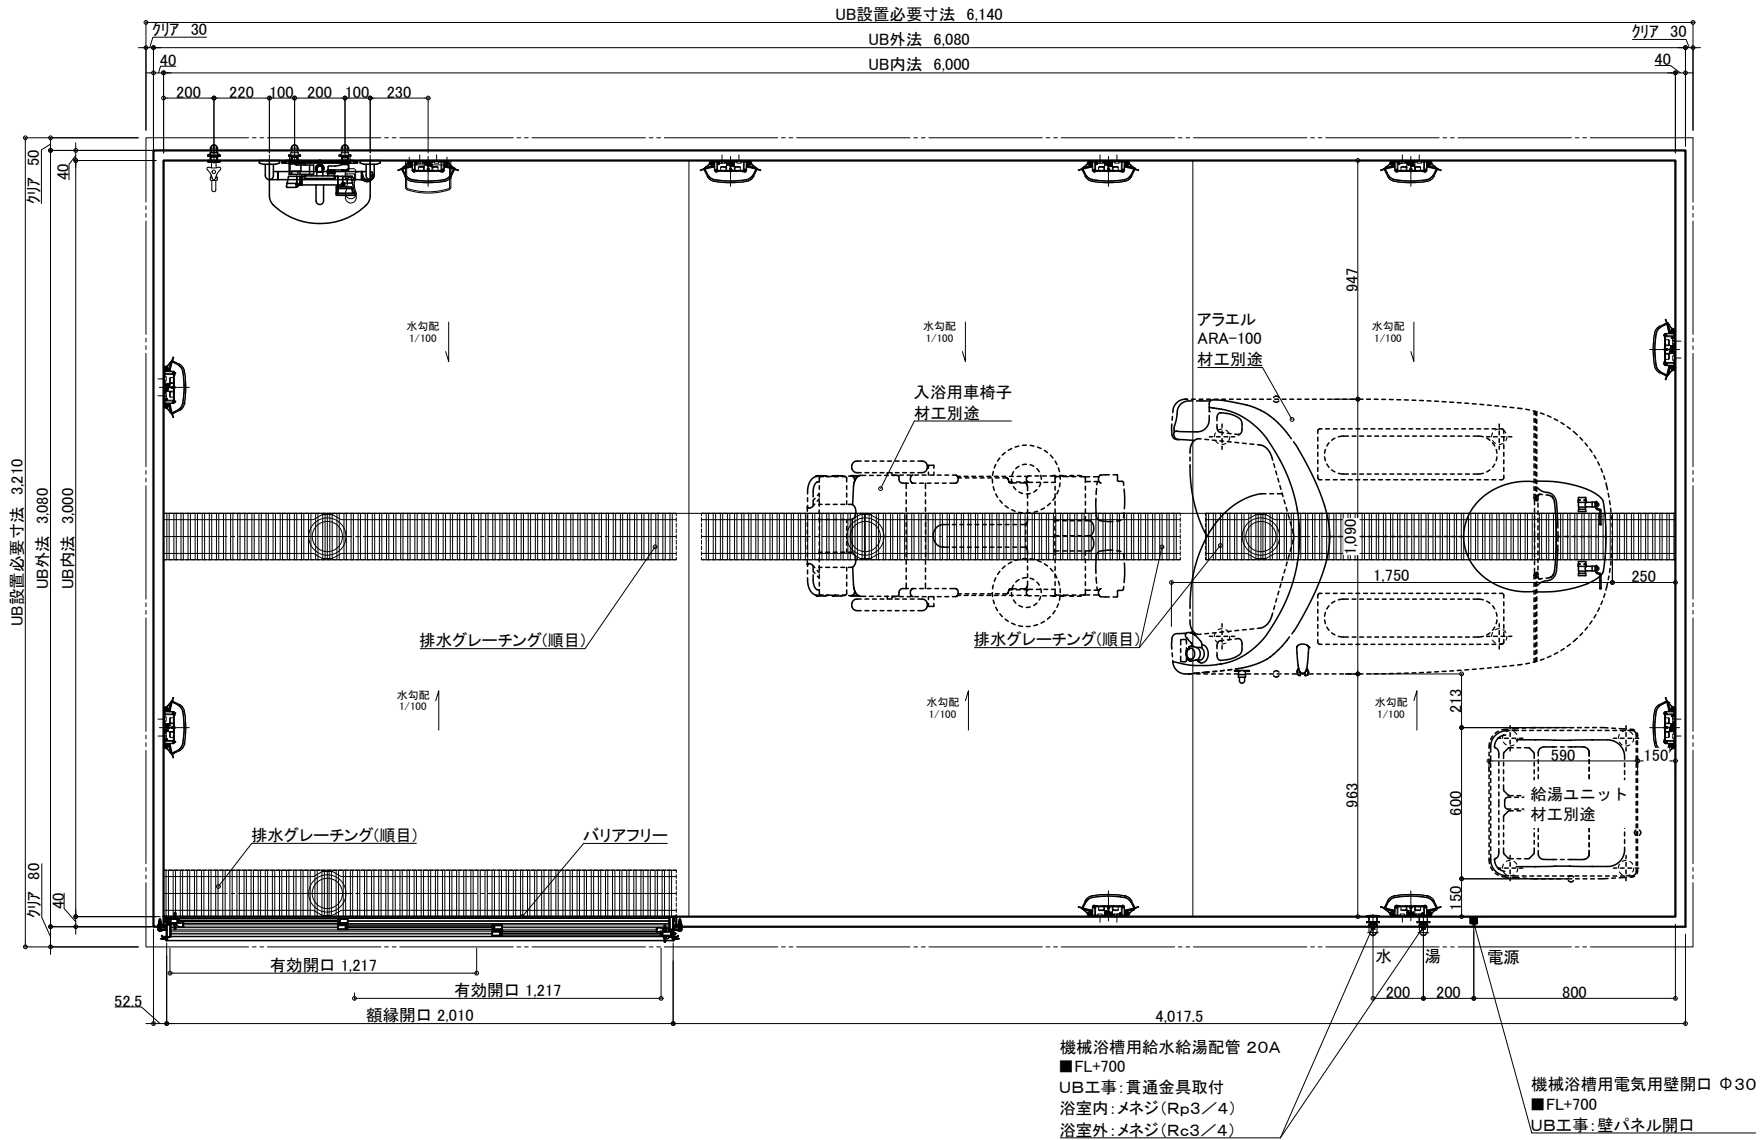 UB設置必要寸法 6,140
クリア 30
UB外法 6,080
クリア 30
40
UB内法 6,000
40
200
220
100
200
100
230
クリア 50
40
UB設置必要寸法 3,210
UB外法 3,080
UB内法 3,000
クリア 80
40
水勾配
1/100
水勾配
1/100
水勾配
1/100
947
アラエル
ARA-100
材工別途
入浴用車椅子
材工別途
1,090
1,750
250
排水グレーチング(順目)
排水グレーチング(順目)
水勾配
1/100
水勾配
1/100
水勾配
1/100
213
590
150
963
600
給湯ユニット
材工別途
150
排水グレーチング(順目)
バリアフリー
有効開口 1,217
有効開口 1,217
52.5
額縁開口 2,010
4,017.5
水
湯
電源
200
200
800
機械浴槽用給水給湯配管 20A
■FL+700
UB工事:貫通金具取付
浴室内:メネジ(Rp3/4)
浴室外:メネジ(Rc3/4)
機械浴槽用電気用壁開口 Φ30
■FL+700
UB工事:壁パネル開口